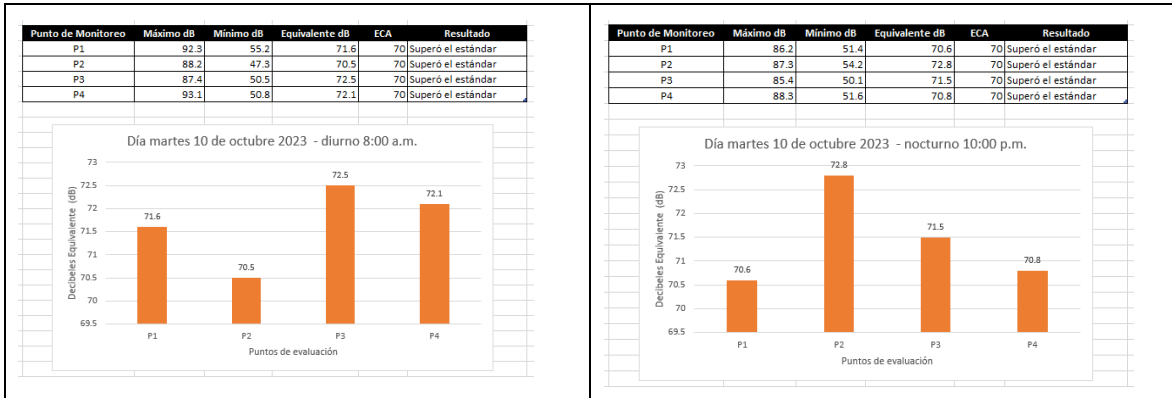 Punto de Monitoreo Máximo dB Mínimo dB Equivalente dB ECA Resultado
P1 92.3 55.2 71.6 70 Superó el estándar
P2 88.2 47.3 70.5 70 Superó el estándar
P3 87.4 50.5 72.5 70 Superó el estándar
P4 93.1 50.8 72.1 70 Superó el estándar
Día martes 10 de octubre 2023 - diurno 8:00 a.m.
Decibeles Equivalente (dB)
73
72.5
72
71.5
71
70.5
70
69.5
71.6
70.5
72.5
72.1
P1 P2 P3 P4
Puntos de evaluación
Punto de Monitoreo Máximo dB Mínimo dB Equivalente dB ECA Resultado
P1 86.2 51.4 70.6 70 Superó el estándar
P2 87.3 54.2 72.8 70 Superó el estándar
P3 85.4 50.1 71.5 70 Superó el estándar
P4 88.3 51.6 70.8 70 Superó el estándar
Día martes 10 de octubre 2023 - nocturno 10:00 p.m.
Decibeles Equivalente (dB)
73
72.5
72
71.5
71
70.5
70
69.5
70.6
72.8
71.5
70.8
P1 P2 P3 P4
Puntos de evaluación